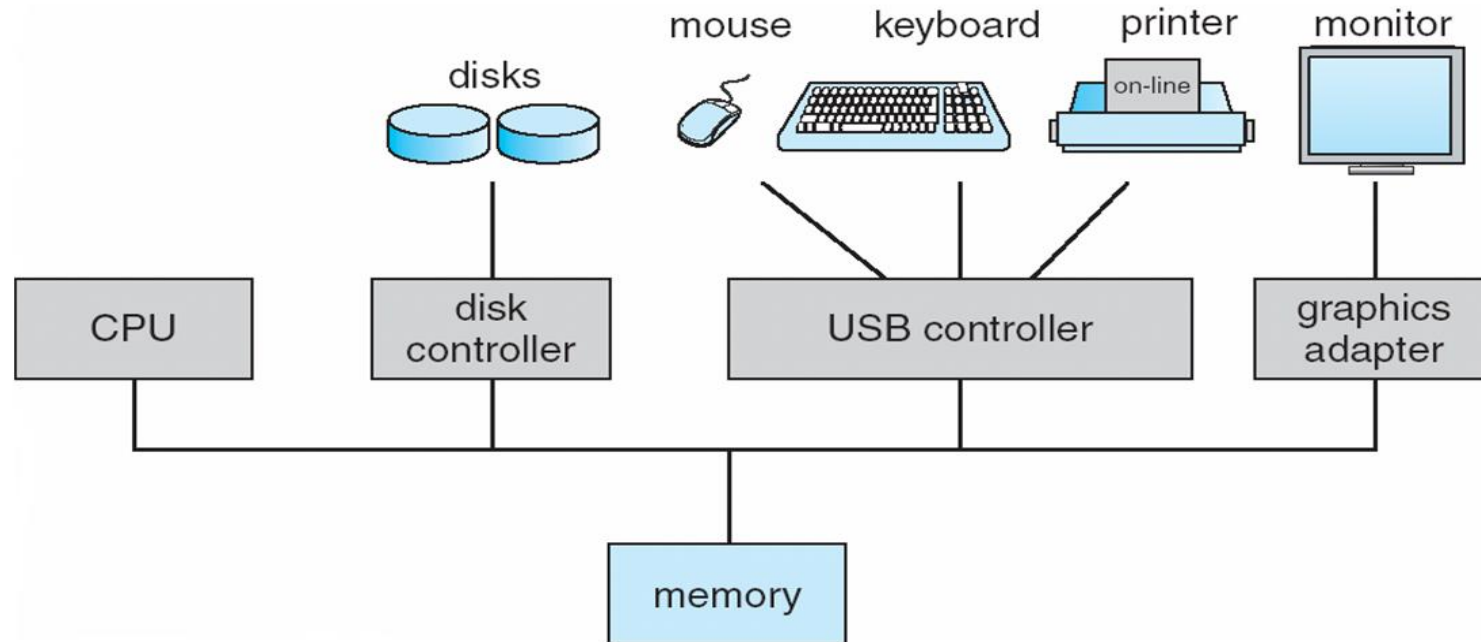 mouse
keyboard
printer
monitor
disks
on-line
CPU
disk
controller
USB controller
graphics
adapter
memory